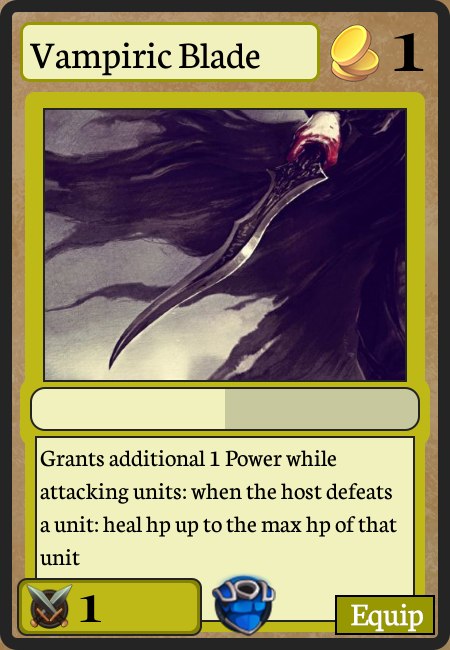 Vampiric Blade
1
Grants additional 1 Power while
attacking units: when the host defeats
a unit: heal hp up to the max hp of that
unit
1
Equip